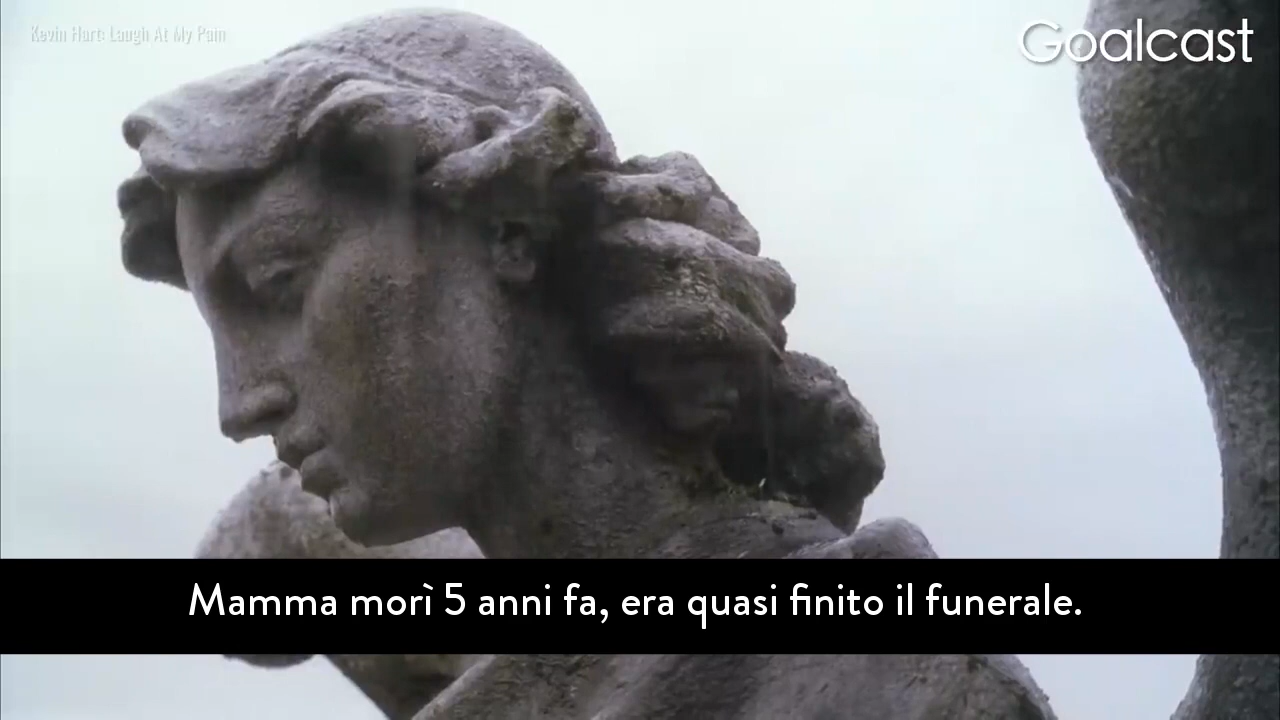 Kevin Hart: Laugh At My Pain
Goalcast
Mamma morì 5 anni fa, era quasi finito il funerale.